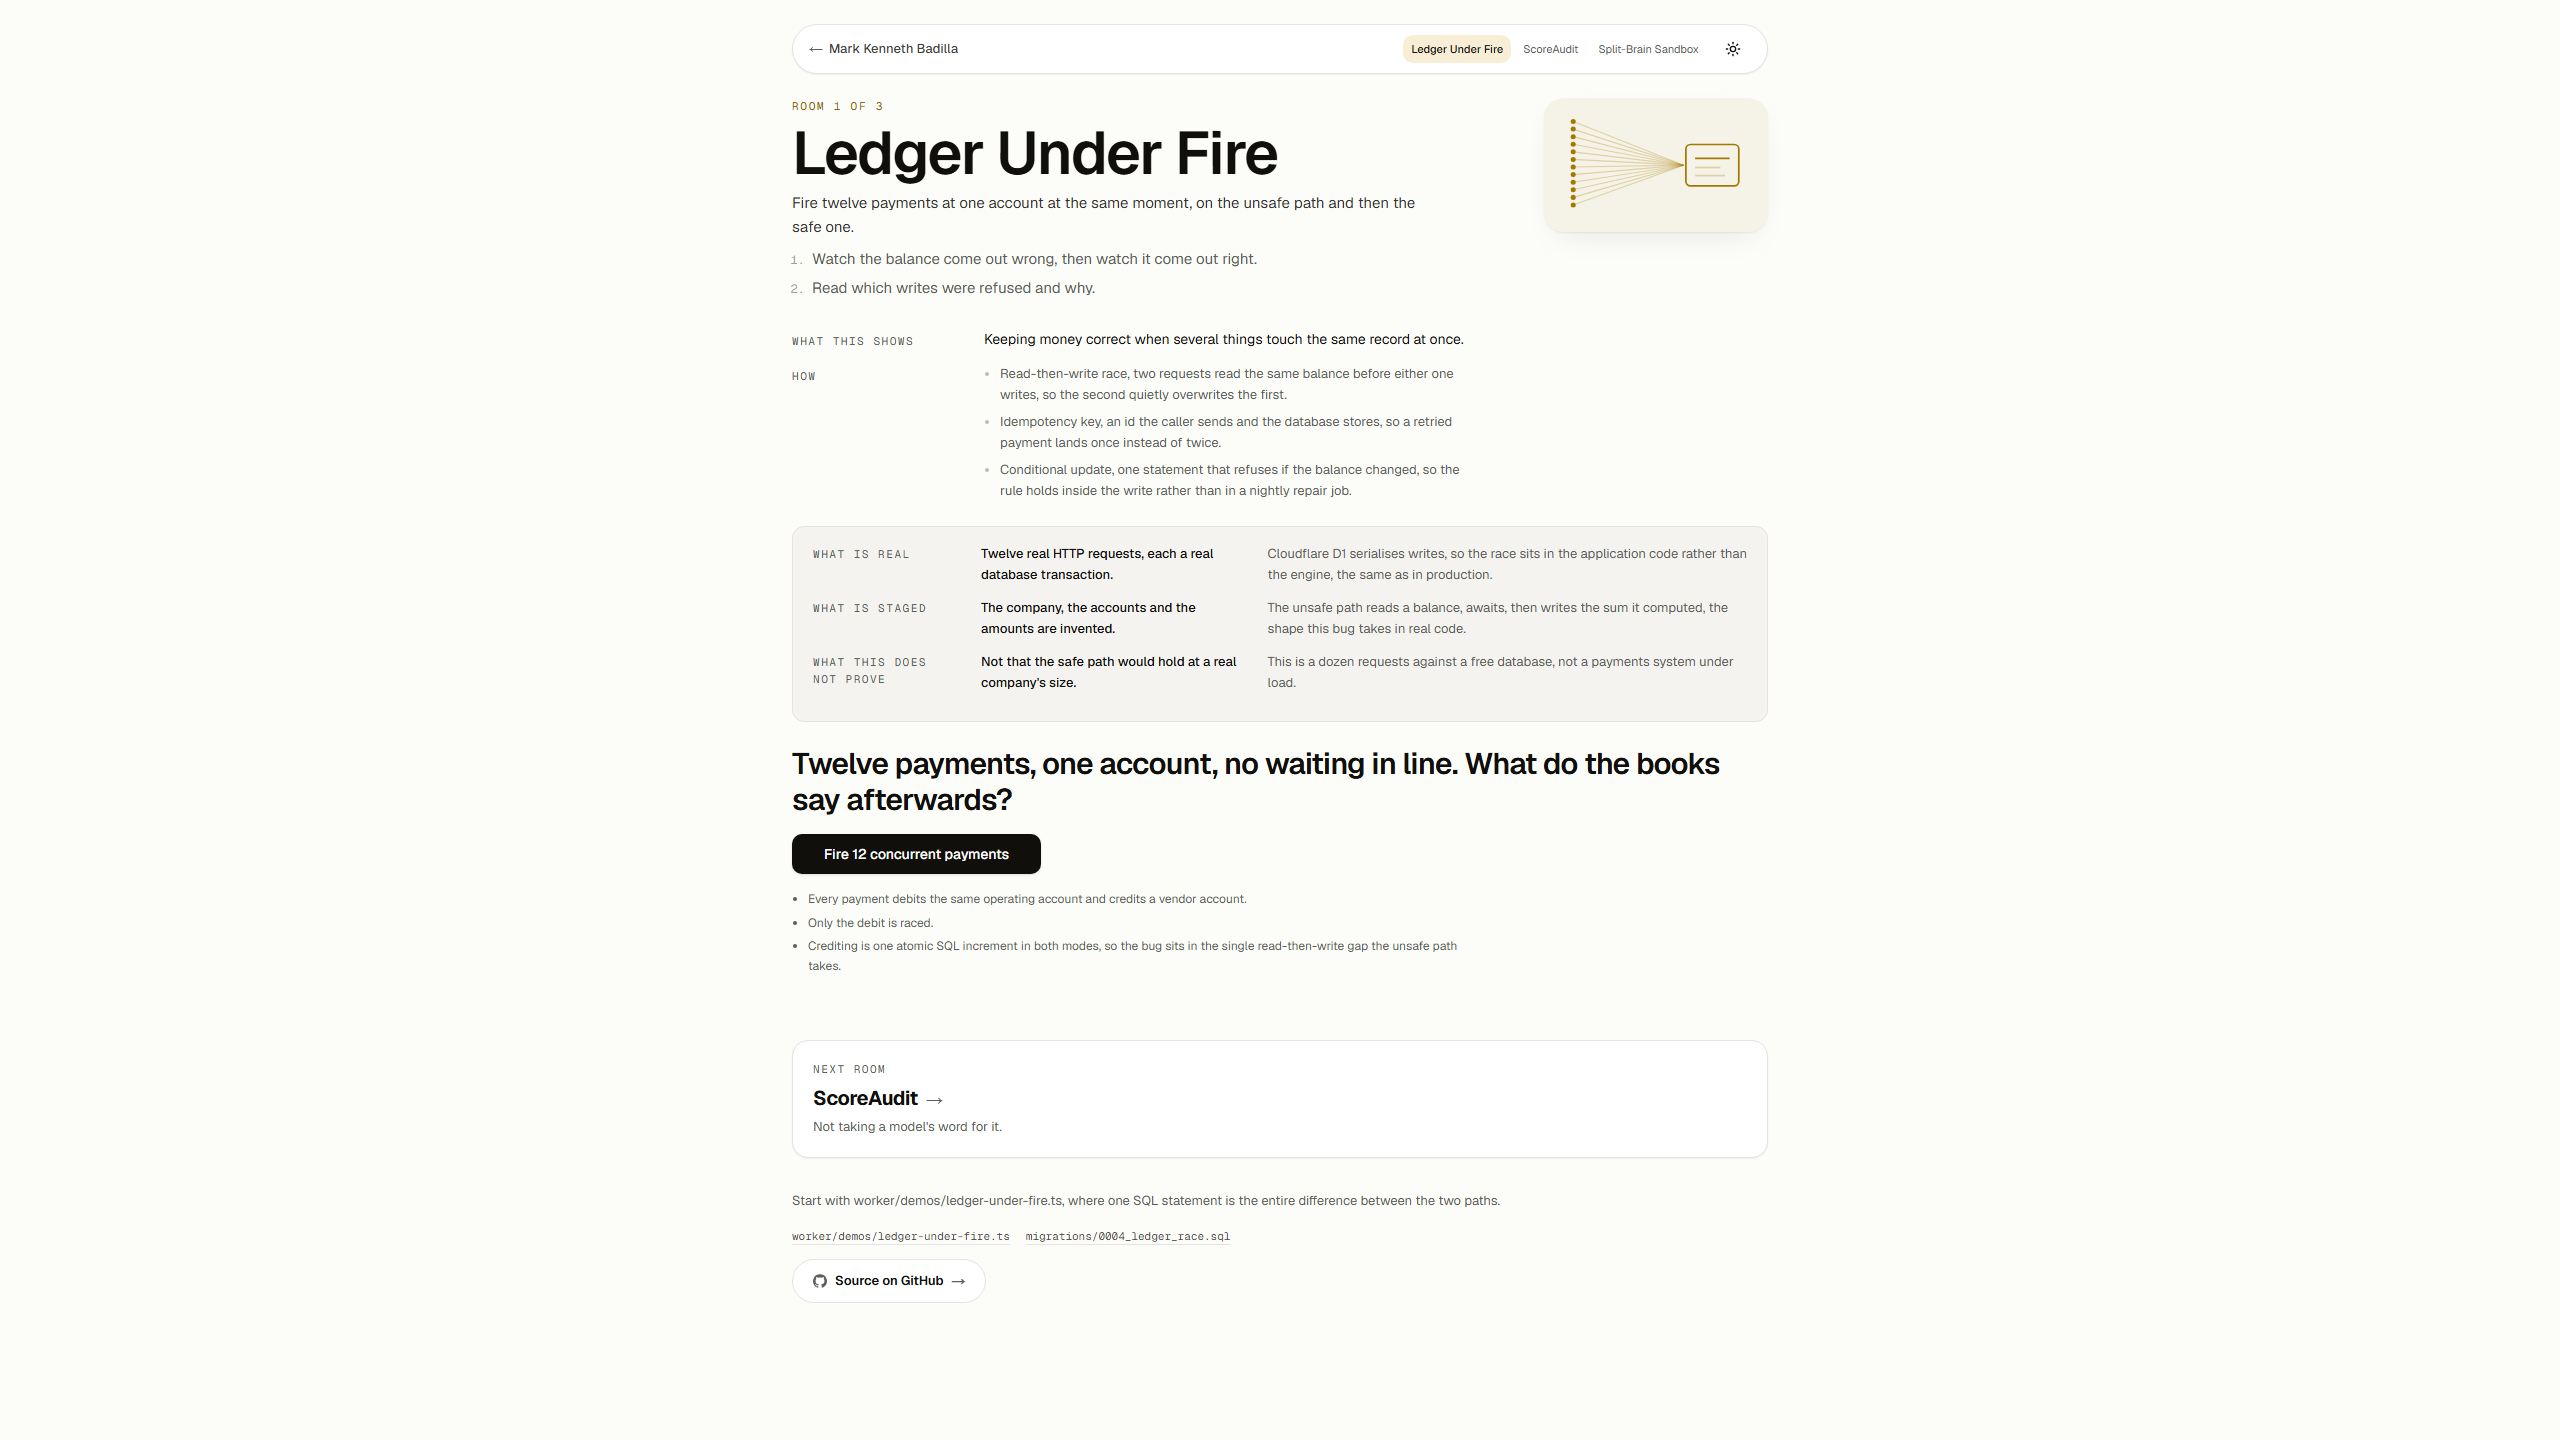 ← Mark Kenneth Badilla
Ledger Under Fire
ScoreAudit
Split-Brain Sandbox
ROOM 1 OF 3
Ledger Under Fire
Fire twelve payments at one account at the same moment, on the unsafe path and then the
safe one.
1. Watch the balance come out wrong, then watch it come out right.
2. Read which writes were refused and why.
WHAT THIS SHOWS
Keeping money correct when several things touch the same record at once.
HOW
• Read-then-write race, two requests read the same balance before either one
writes, so the second quietly overwrites the first.
• Idempotency key, an id the caller sends and the database stores, so a retried
payment lands once instead of twice.
• Conditional update, one statement that refuses if the balance changed, so the
rule holds inside the write rather than in a nightly repair job.
WHAT IS REAL
Twelve real HTTP requests, each a real
database transaction.
Cloudflare D1 serialises writes, so the race sits in the application code rather than
the engine, the same as in production.
WHAT IS STAGED
The company, the accounts and the
amounts are invented.
The unsafe path reads a balance, awaits, then writes the sum it computed, the
shape this bug takes in real code.
WHAT THIS DOES
NOT PROVE
Not that the safe path would hold at a real
company's size.
This is a dozen requests against a free database, not a payments system under
load.
Twelve payments, one account, no waiting in line. What do the books
say afterwards?
Fire 12 concurrent payments
• Every payment debits the same operating account and credits a vendor account.
• Only the debit is raced.
• Crediting is one atomic SQL increment in both modes, so the bug sits in the single read-then-write gap the unsafe path
takes.
NEXT ROOM
ScoreAudit →
Not taking a model's word for it.
Start with worker/demos/ledger-under-fire.ts, where one SQL statement is the entire difference between the two paths.
worker/demos/ledger-under-fire.ts
migrations/0004_ledger_race.sql
Source on GitHub →